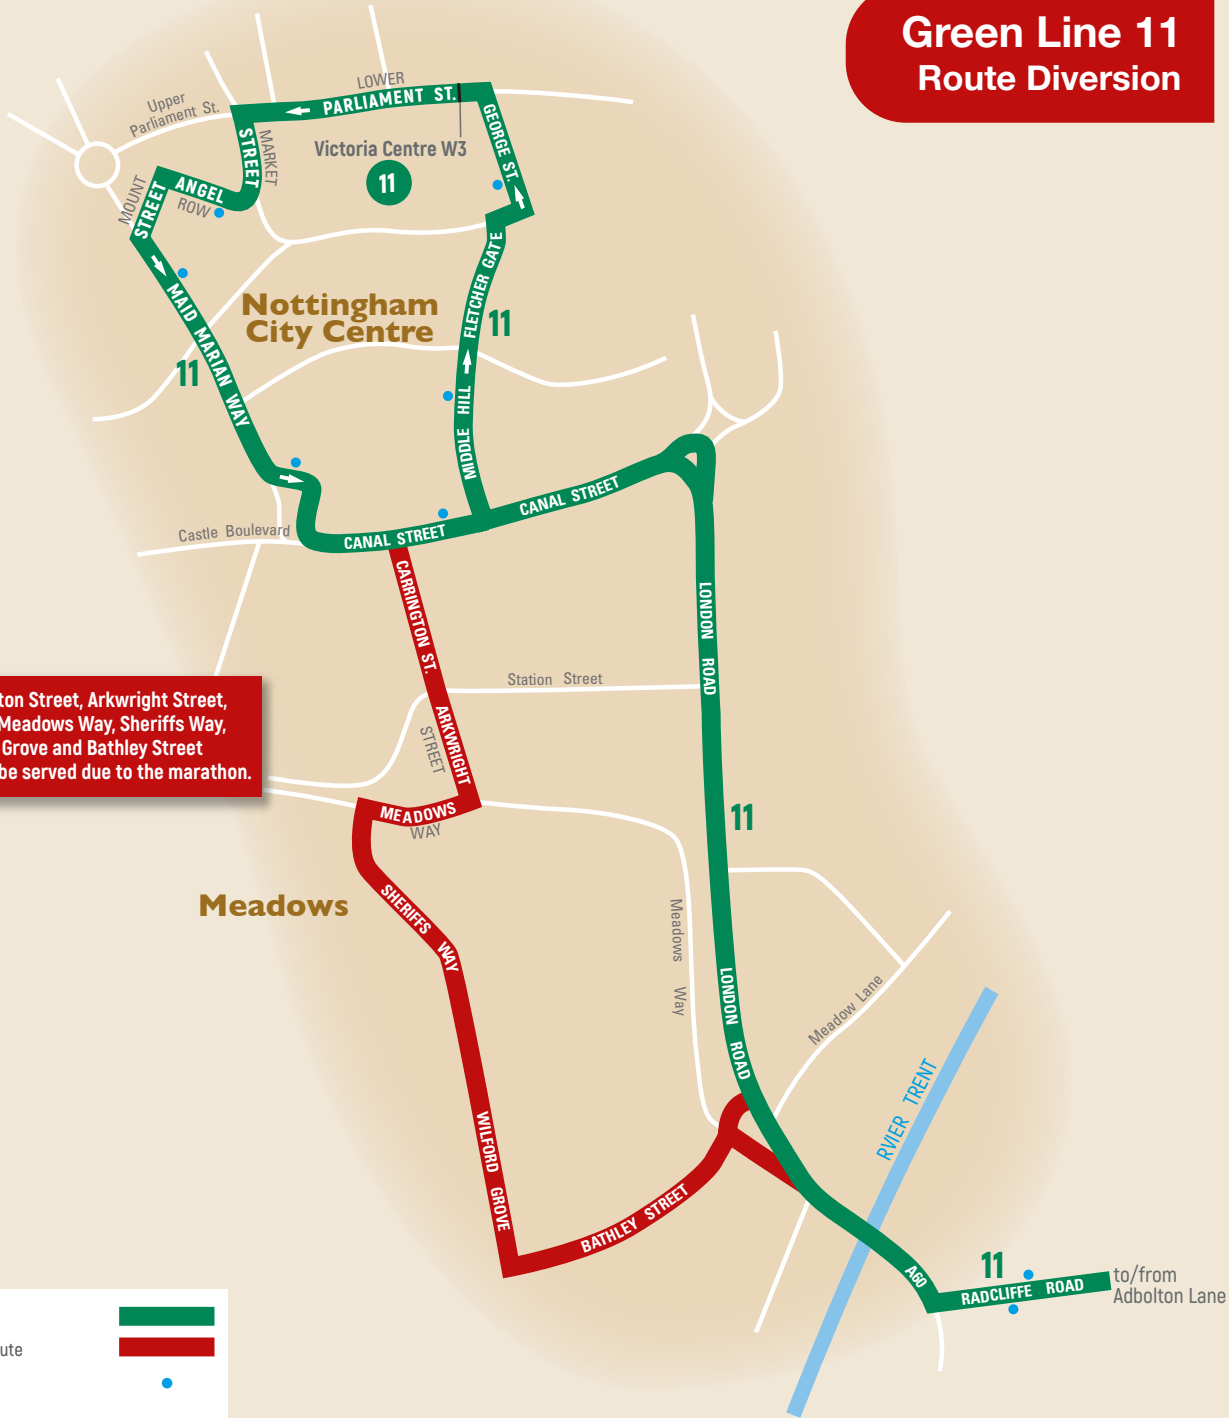 Green Line 11
Route Diversion
LOWER
PARLIAMENT ST.
Upper
Parliament St.
MARKET
STREET
Victoria Centre W3
11
GEORGE ST.
ANGEL
ROW
MOUNT
STREET
FLETCHER GATE
Nottingham
City Centre
11
MAID MARIAN WAY
11
MIDDLE HILL
CANAL STREET
Castle Boulevard
CANAL STREET
CARRINGTON ST.
LONDON ROAD
Station Street
ton Street, Arkwright Street,
Meadows Way, Sheriffs Way,
Grove and Bathley Street
be served due to the marathon.
ARKWRIGHT
STREET
MEADOWS
WAY
11
Meadows
SHERIFFS WAY
Meadows Way
LONDON ROAD
Meadow Lane
RVIER TRENT
WILFORD GROVE
BATHLEY STREET
A60
11
RADCLIFFE ROAD
to/from
Adbolton Lane
ute